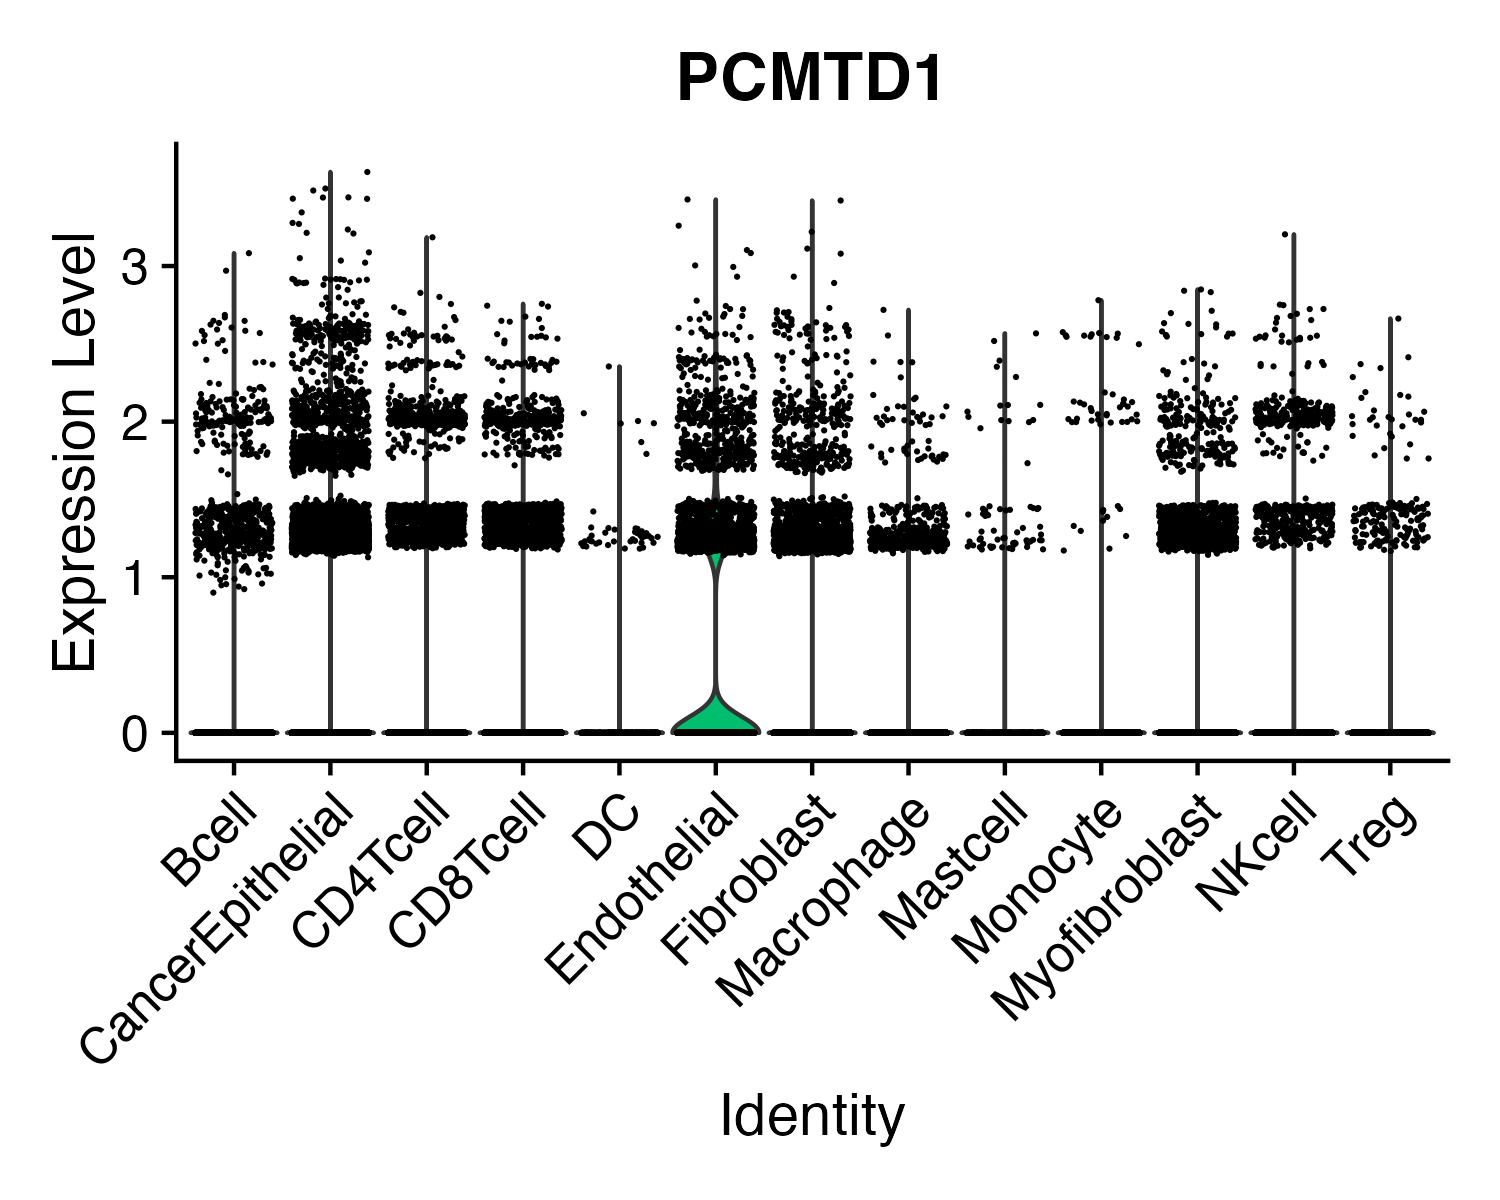 PCMTD1
Expression Level
3
2
1
0
Bcell
CancerEpithelial
CD4Tcell
CD8Tcell
DC
Endothelial
Fibroblast
Macrophage
Mastcell
Monocyte
Myofibroblast
NKcell
Treg
Identity